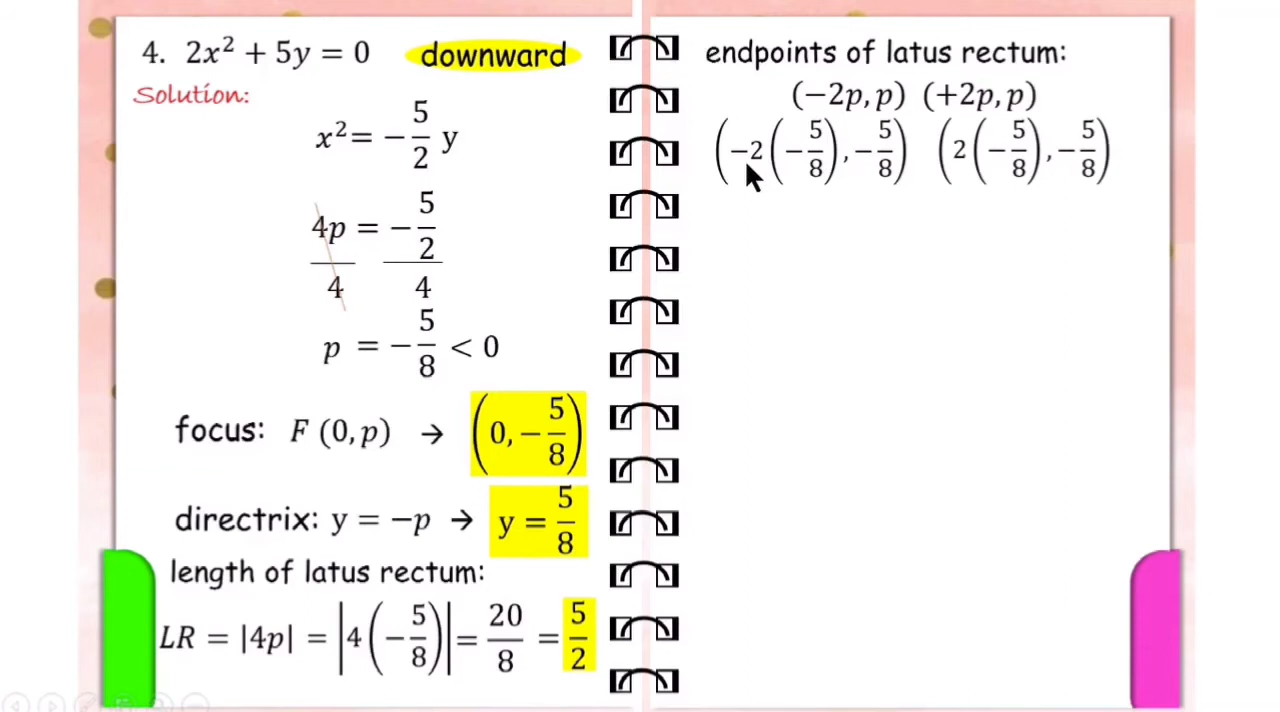 4. 2x² + 5y = 0 downward
Solution:
x² = − 5/2 y
4p/4 = − 5/2 / 4
p = − 5/8 < 0
focus: F (0, p) → (0, − 5/8)
directrix: y = −p → y = 5/8
length of latus rectum:
LR = |4p| = |4(− 5/8)| = 20/8 = 5/2
endpoints of latus rectum:
(−2p, p) (+2p, p)
(−2(− 5/8), − 5/8) (2(− 5/8), − 5/8)